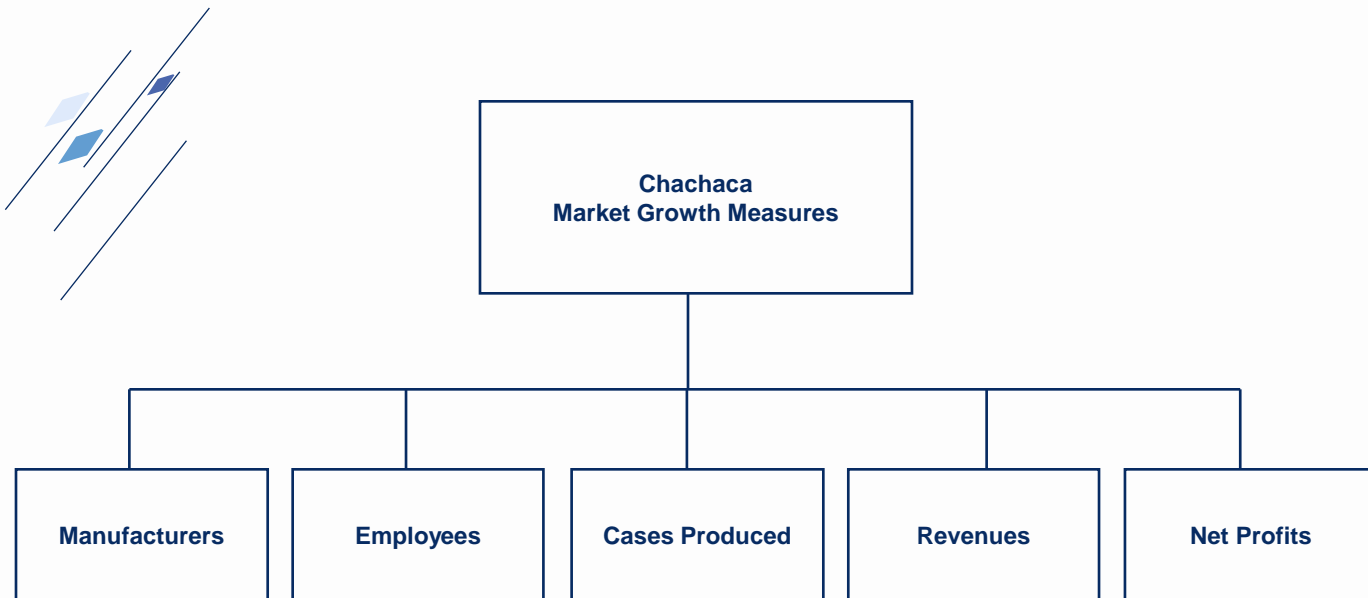 Chachaca
Market Growth Measures
Manufacturers
Employees
Cases Produced
Revenues
Net Profits